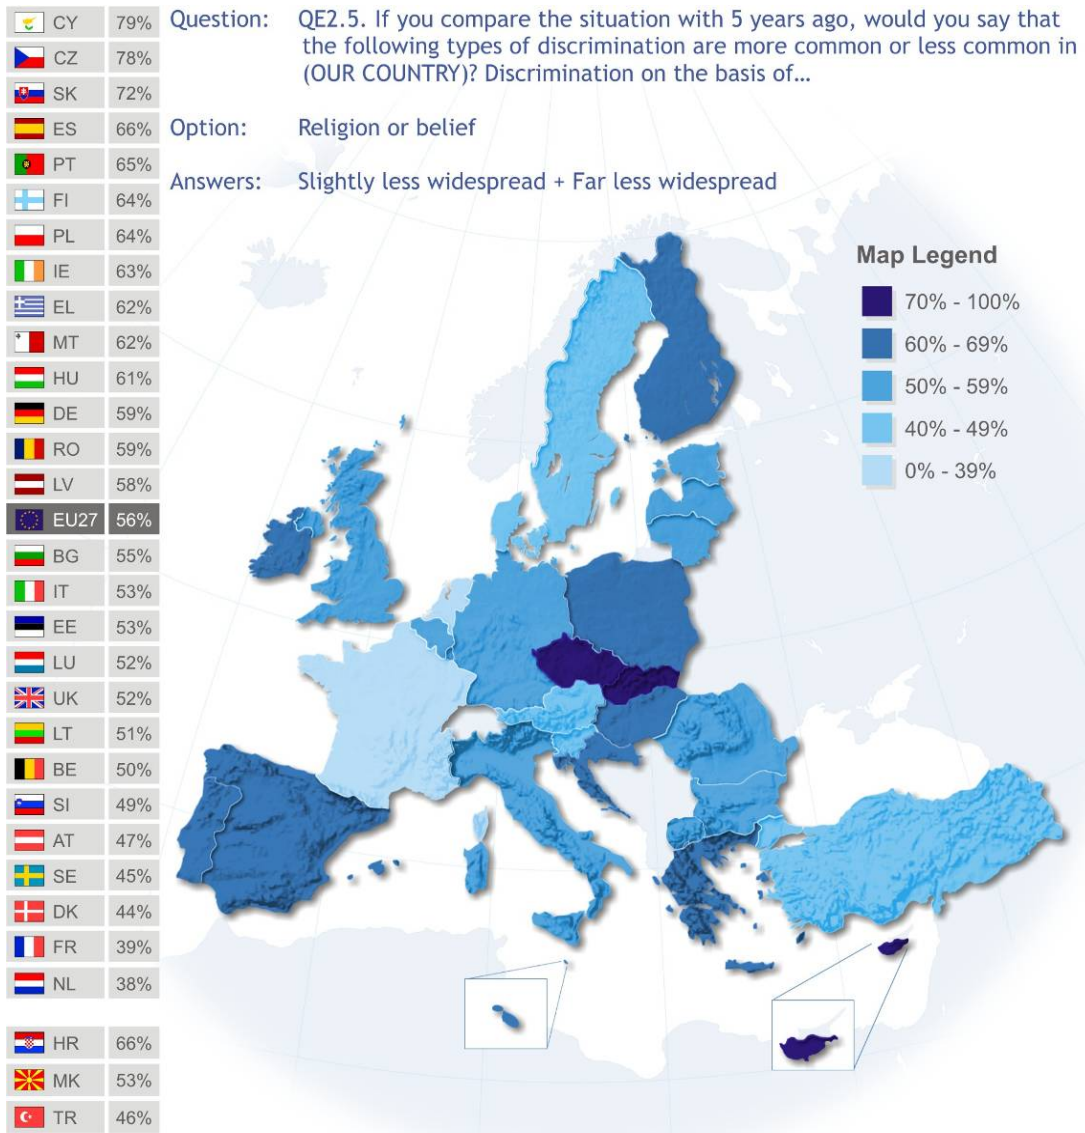 Question: QE2.5. If you compare the situation with 5 years ago, would you say that
the following types of discrimination are more common or less common in
(OUR COUNTRY)? Discrimination on the basis of…
Option: Religion or belief
Answers: Slightly less widespread + Far less widespread
CY 79%
CZ 78%
SK 72%
ES 66%
PT 65%
FI 64%
PL 64%
IE 63%
EL 62%
MT 62%
HU 61%
DE 59%
RO 59%
LV 58%
EU27 56%
BG 55%
IT 53%
EE 53%
LU 52%
UK 52%
LT 51%
BE 50%
SI 49%
AT 47%
SE 45%
DK 44%
FR 39%
NL 38%
HR 66%
MK 53%
TR 46%
Map Legend
70% - 100%
60% - 69%
50% - 59%
40% - 49%
0% - 39%